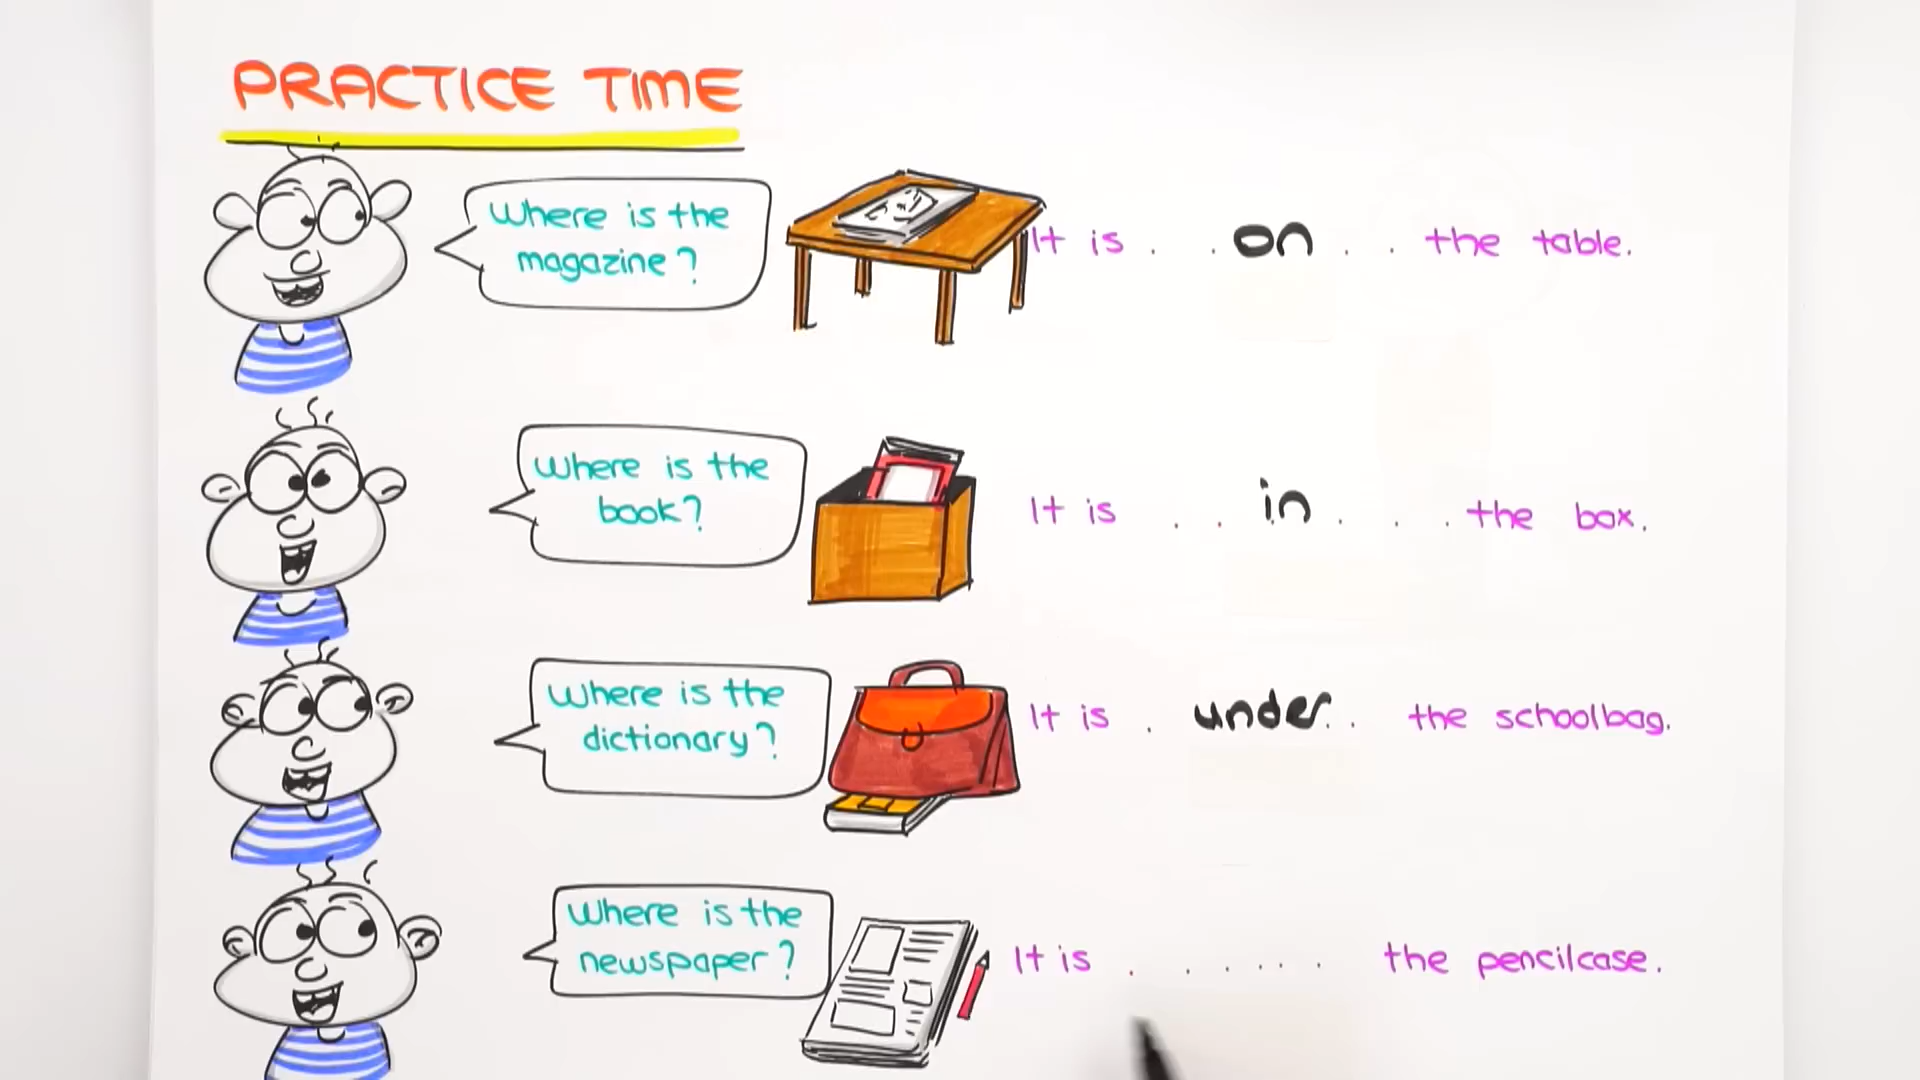 PRACTICE TIME
Where is the
magazine?
It is . . on . . the table.
Where is the
book?
It is . . in . . . the box.
Where is the
dictionary?
It is . under . . the schoolbag.
Where is the
newspaper?
It is . . . . . . the pencilcase.